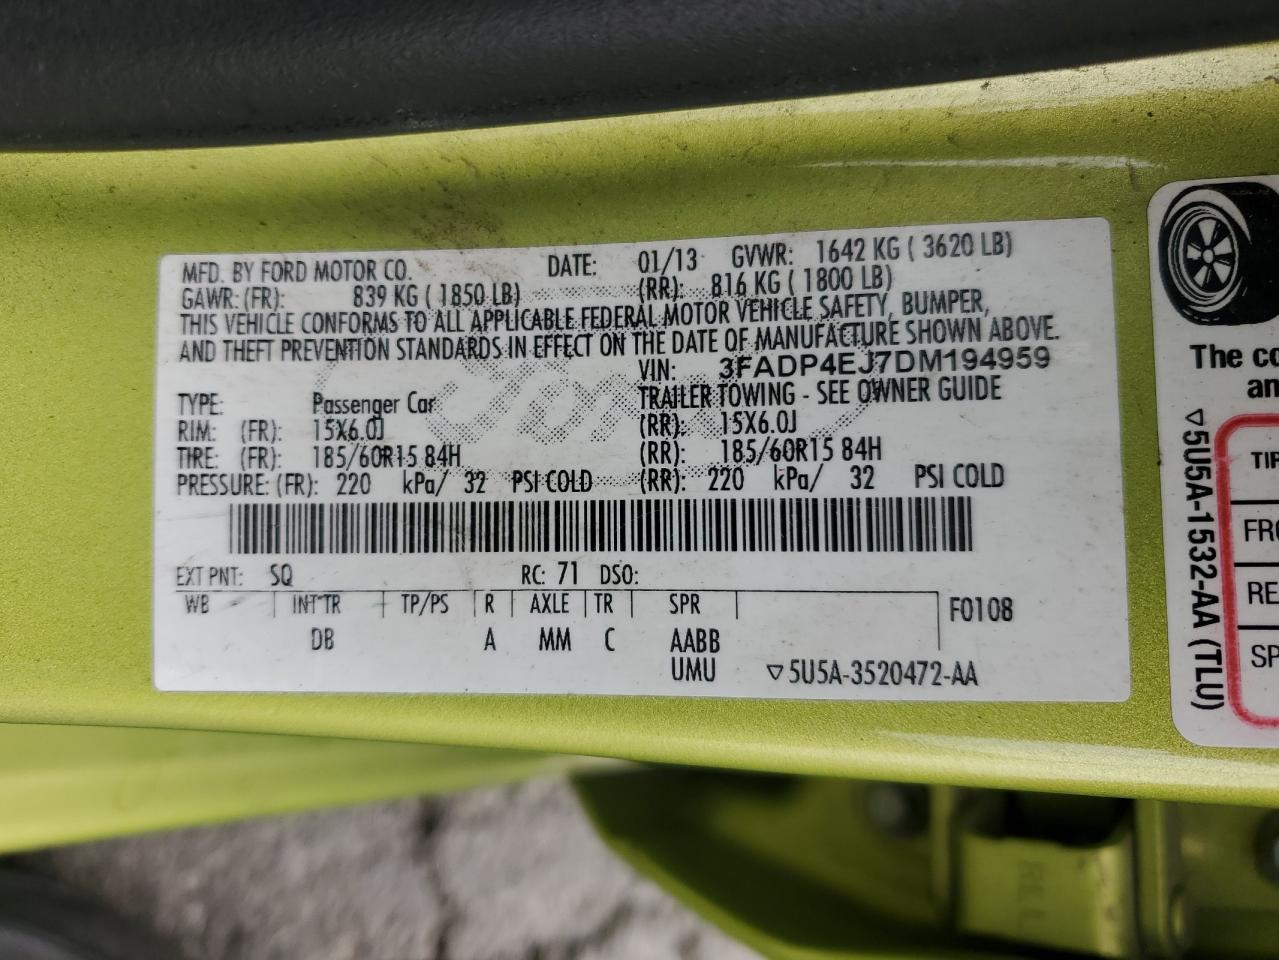 MFD. BY FORD MOTOR CO. DATE: 01/13 GVWR: 1642 KG ( 3620 LB)
GAWR: (FR): 839 KG ( 1850 LB) (RR): 816 KG ( 1800 LB)
THIS VEHICLE CONFORMS TO ALL APPLICABLE FEDERAL MOTOR VEHICLE SAFETY, BUMPER,
AND THEFT PREVENTION STANDARDS IN EFFECT ON THE DATE OF MANUFACTURE SHOWN ABOVE.
VIN: 3FADP4EJ7DM194959
TYPE: Passenger Car TRAILER TOWING - SEE OWNER GUIDE
RIM: (FR): 15X6.0J (RR): 15X6.0J
TIRE: (FR): 185/60R15 84H (RR): 185/60R15 84H
PRESSURE: (FR): 220 kPa/ 32 PSI COLD (RR): 220 kPa/ 32 PSI COLD
Ford
EXT PNT: SQ RC: 71 DSO:
WB INT TR TP/PS R AXLE TR SPR F0108
DB A MM C AABB
UMU ▽5U5A-3520472-AA
The co
an
▽5U5A-1532-AA (TLU)
TIR
FRO
RE
SP